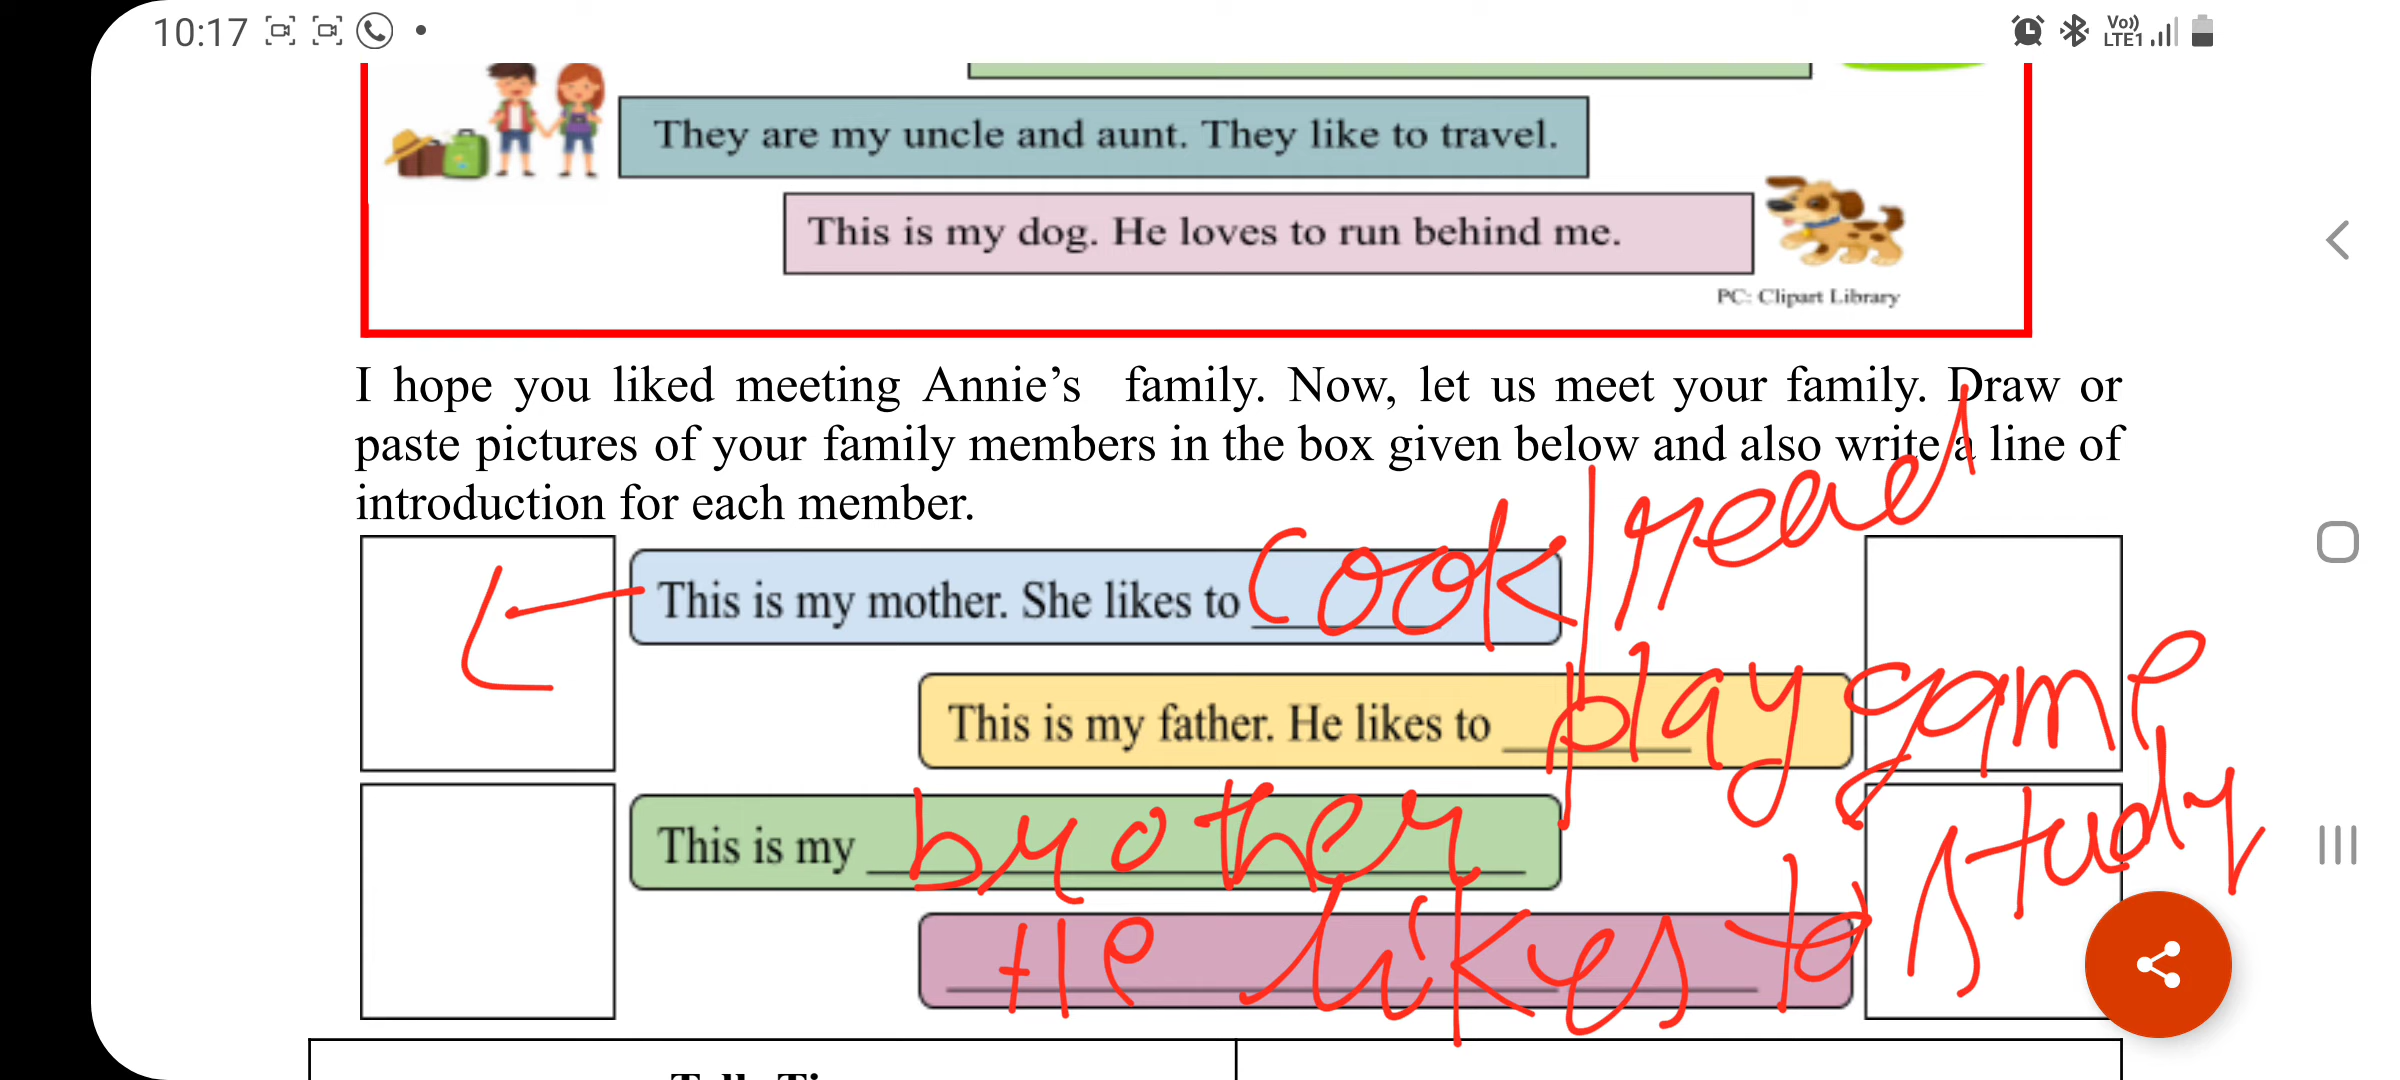 10:17
Vo)) LTE1
They are my uncle and aunt. They like to travel.
This is my dog. He loves to run behind me.
PC: Clipart Library
I hope you liked meeting Annie's family. Now, let us meet your family. Draw or
paste pictures of your family members in the box given below and also write a line of
introduction for each member.
This is my mother. She likes to cook/read
This is my father. He likes to play game
This is my brother
He likes to study